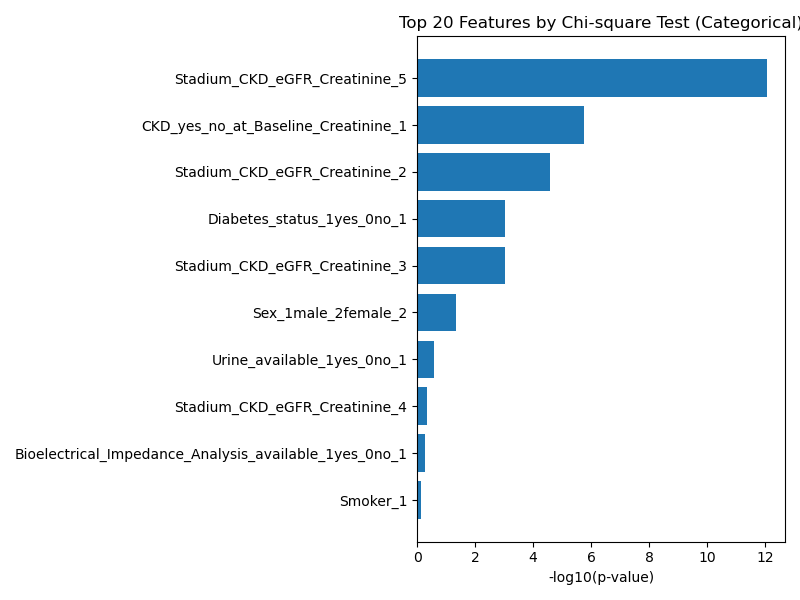 Top 20 Features by Chi-square Test (Categorical)
Stadium_CKD_eGFR_Creatinine_5
CKD_yes_no_at_Baseline_Creatinine_1
Stadium_CKD_eGFR_Creatinine_2
Diabetes_status_1yes_0no_1
Stadium_CKD_eGFR_Creatinine_3
Sex_1male_2female_2
Urine_available_1yes_0no_1
Stadium_CKD_eGFR_Creatinine_4
Bioelectrical_Impedance_Analysis_available_1yes_0no_1
Smoker_1
0 2 4 6 8 10 12
-log10(p-value)